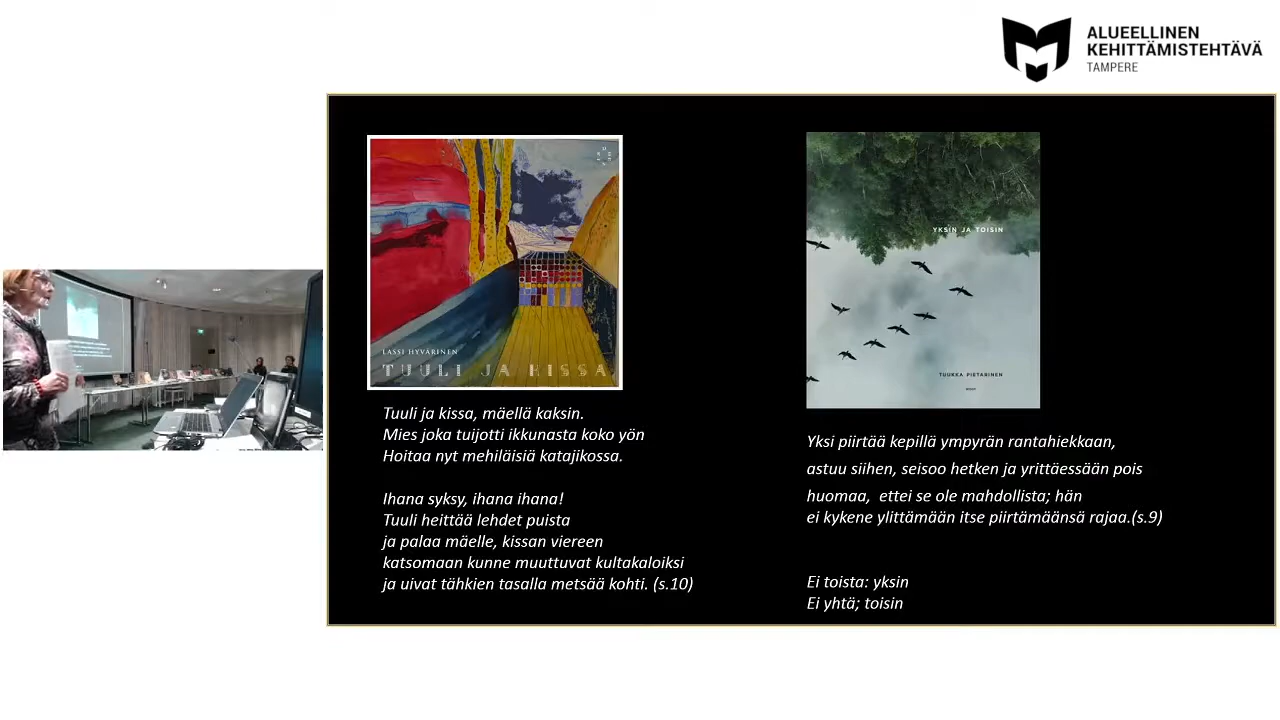 ALUEELLINEN
KEHITTÄMISTEHTÄVÄ
TAMPERE
LASSI HYVÄRINEN
TUULI JA KISSA
Tuuli ja kissa, mäellä kaksin.
Mies joka tuijotti ikkunasta koko yön
Hoitaa nyt mehiläisiä katajikossa.
Ihana syksy, ihana ihana!
Tuuli heittää lehdet puista
ja palaa mäelle, kissan viereen
katsomaan kunne muuttuvat kultakaloiksi
ja uivat tähkien tasalla metsää kohti. (s.10)
YKSIN JA TOISIN
TUUKKA PIETARINEN
Yksi piirtää kepillä ympyrän rantahiekkaan,
astuu siihen, seisoo hetken ja yrittäessään pois
huomaa,  ettei se ole mahdollista; hän
ei kykene ylittämään itse piirtämäänsä rajaa.(s.9)
Ei toista: yksin
Ei yhtä; toisin